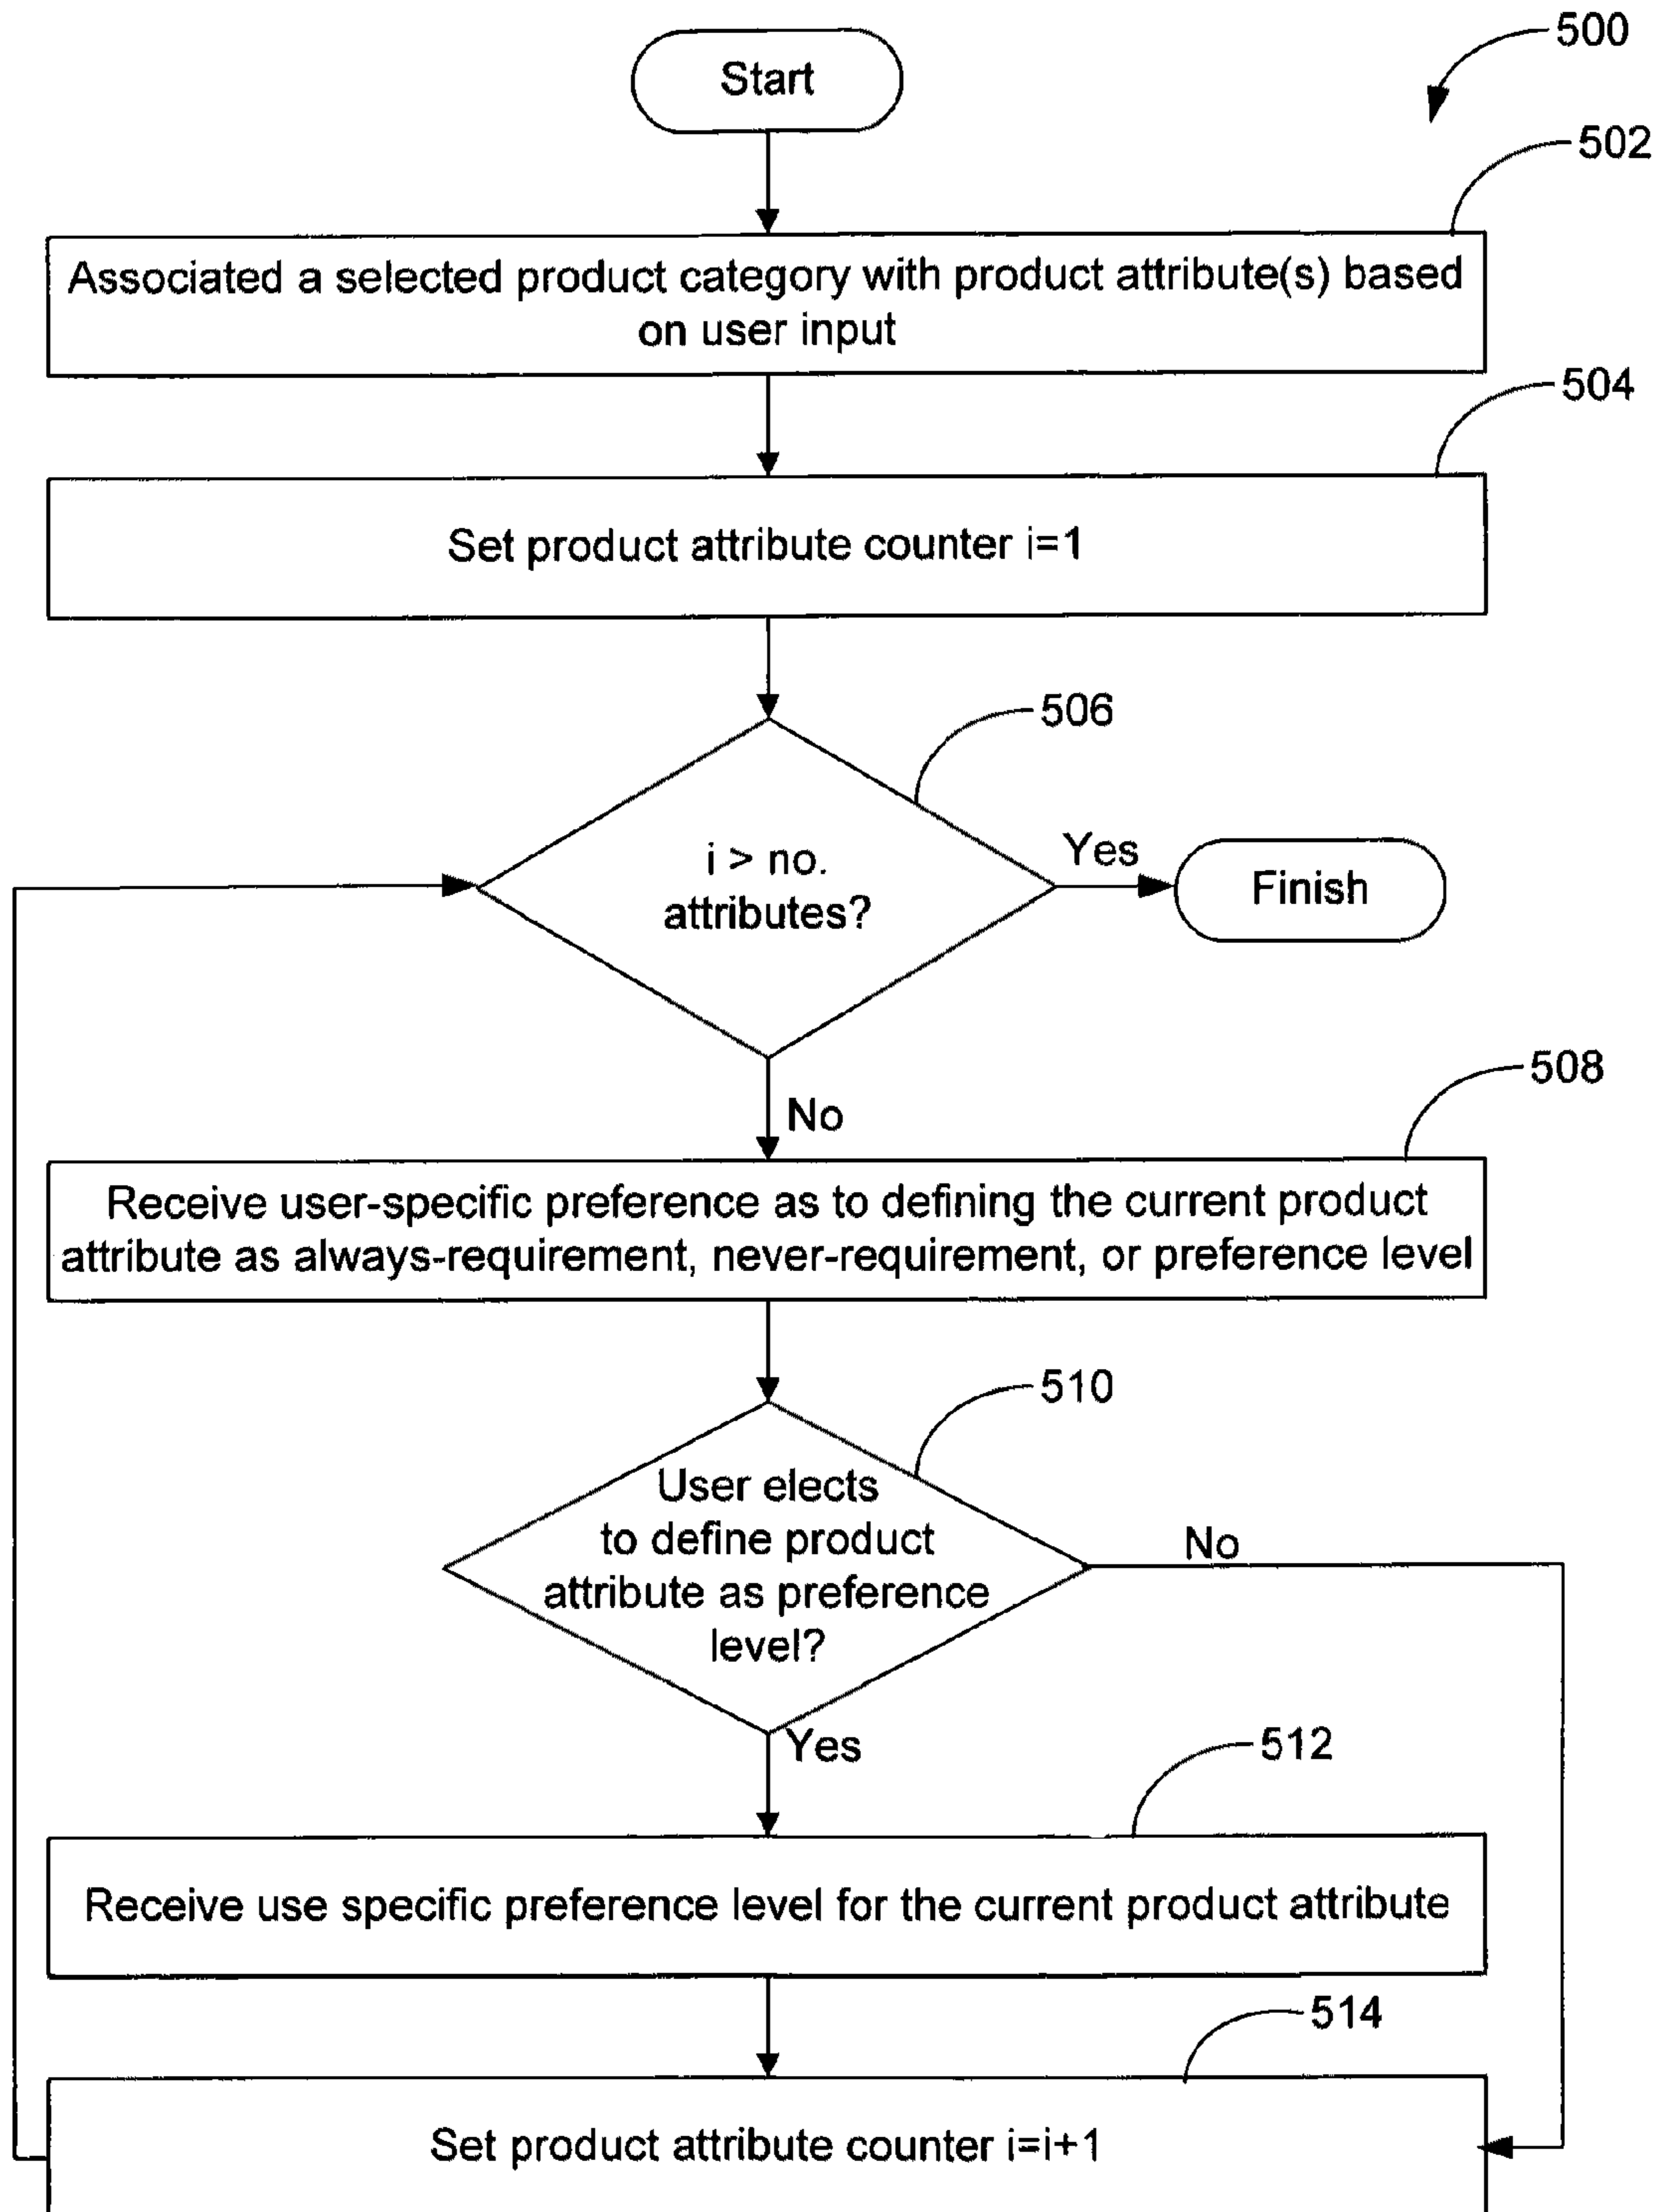 Start
500
502
Associated a selected product category with product attribute(s) based
on user input
504
Set product attribute counter i=1
506
i > no.
attributes?
Yes
Finish
No
508
Receive user-specific preference as to defining the current product
attribute as always-requirement, never-requirement, or preference level
510
User elects
to define product
attribute as preference
level?
No
Yes
512
Receive use specific preference level for the current product attribute
514
Set product attribute counter i=i+1